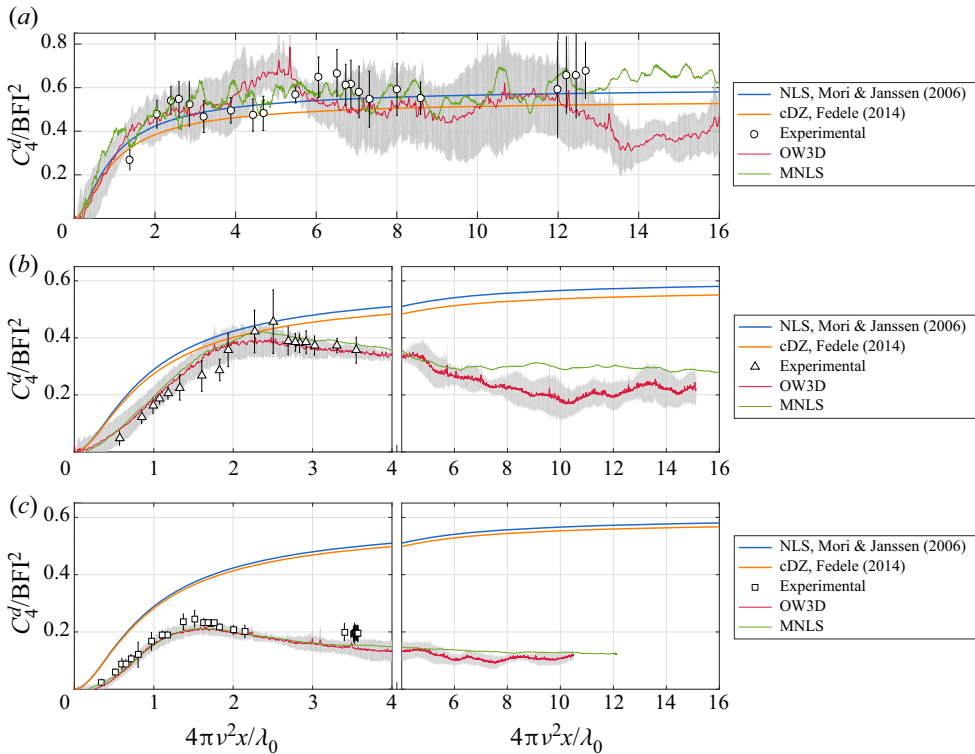 (a)
0.8
0.6
0.4
0.2
C₄ᵈ/BFI²
0 2 4 6 8 10 12 14 16
NLS, Mori & Janssen (2006)
cDZ, Fedele (2014)
Experimental
OW3D
MNLS
(b)
0.6
0.4
0.2
C₄ᵈ/BFI²
0 1 2 3 4 6 8 10 12 14 16
NLS, Mori & Janssen (2006)
cDZ, Fedele (2014)
Experimental
OW3D
MNLS
(c)
0.6
0.4
0.2
C₄ᵈ/BFI²
0 1 2 3 4 6 8 10 12 14 16
4πν²x/λ₀ 4πν²x/λ₀
NLS, Mori & Janssen (2006)
cDZ, Fedele (2014)
Experimental
OW3D
MNLS